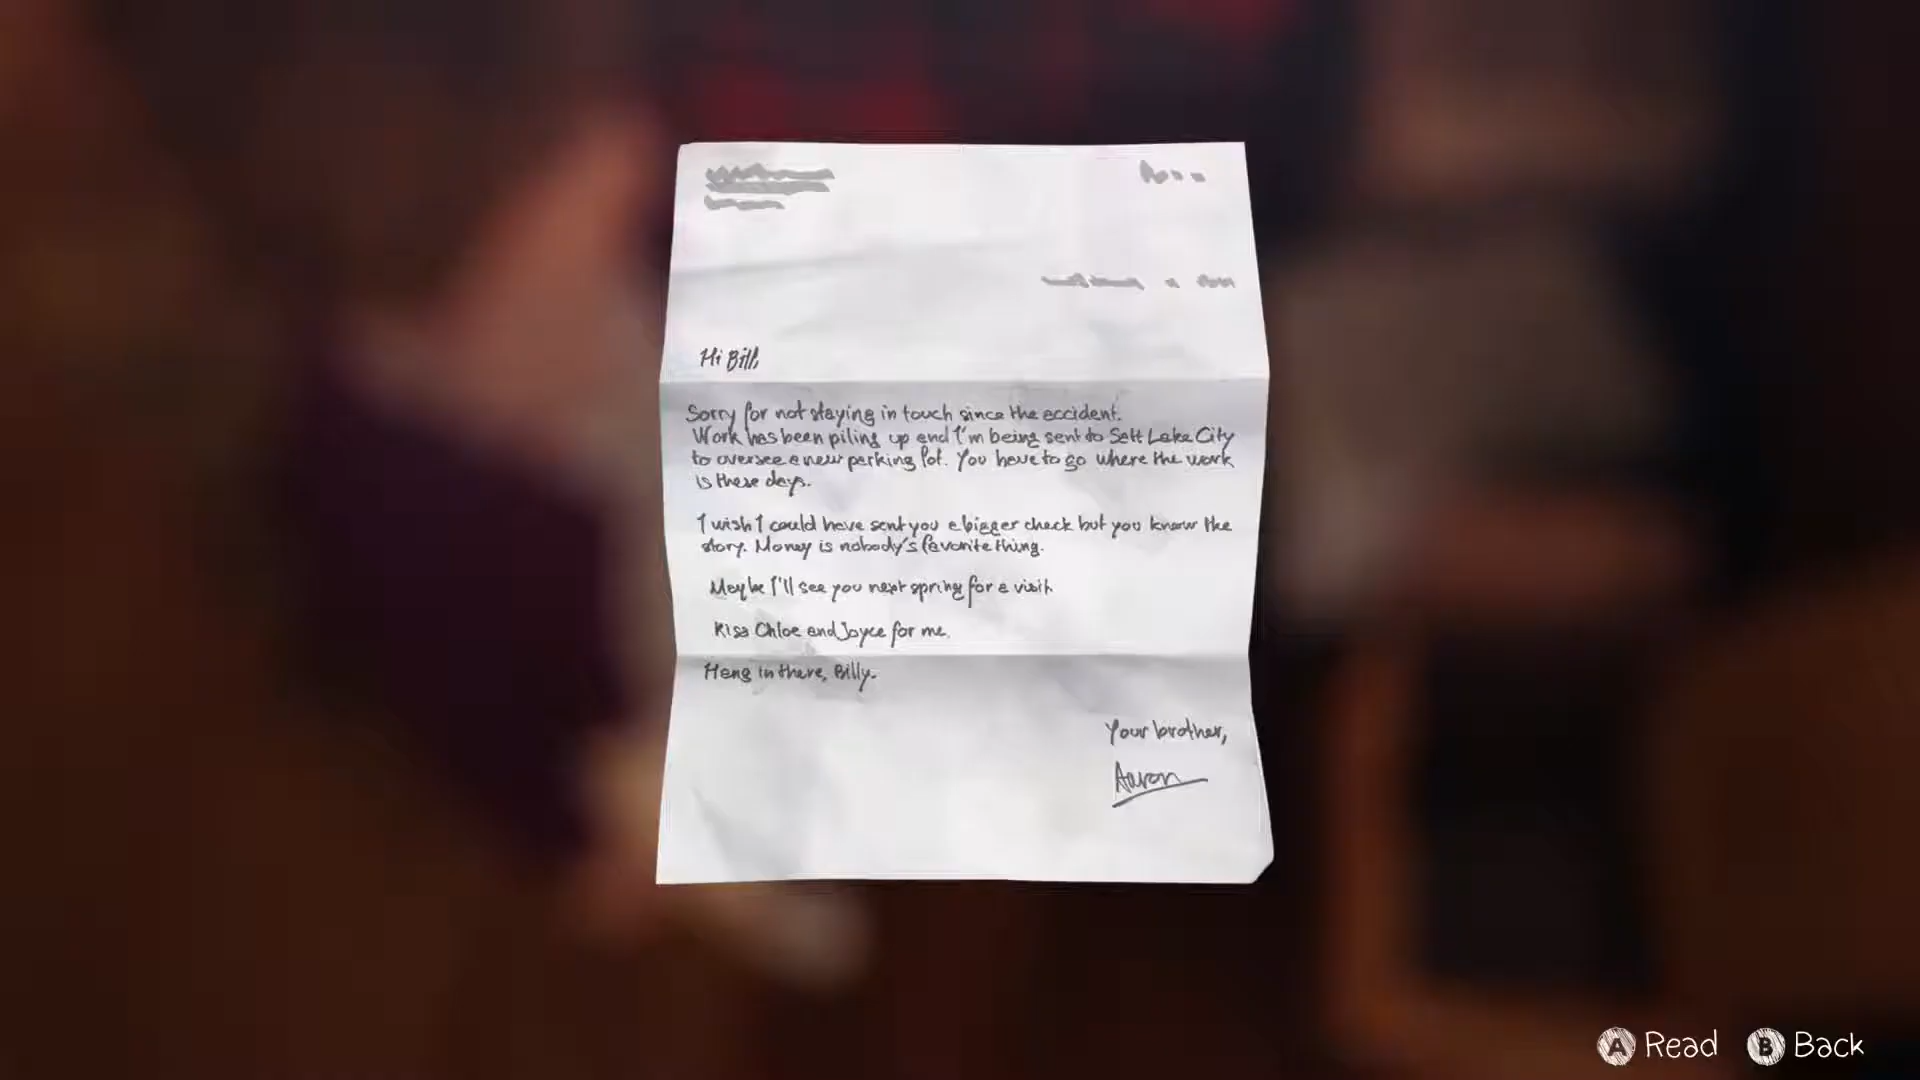 Hi Bill,
Sorry for not staying in touch since the accident.
Work has been piling up and I'm being sent to Salt Lake City
to oversee a new parking lot. You have to go where the work
is these days.
I wish I could have sent you a bigger check but you know the
story. Money is nobody's favorite thing.
Maybe I'll see you next spring for a visit.
Kiss Chloe and Joyce for me.
Hang in there, Billy.
Your brother,
Aaron
A Read B Back